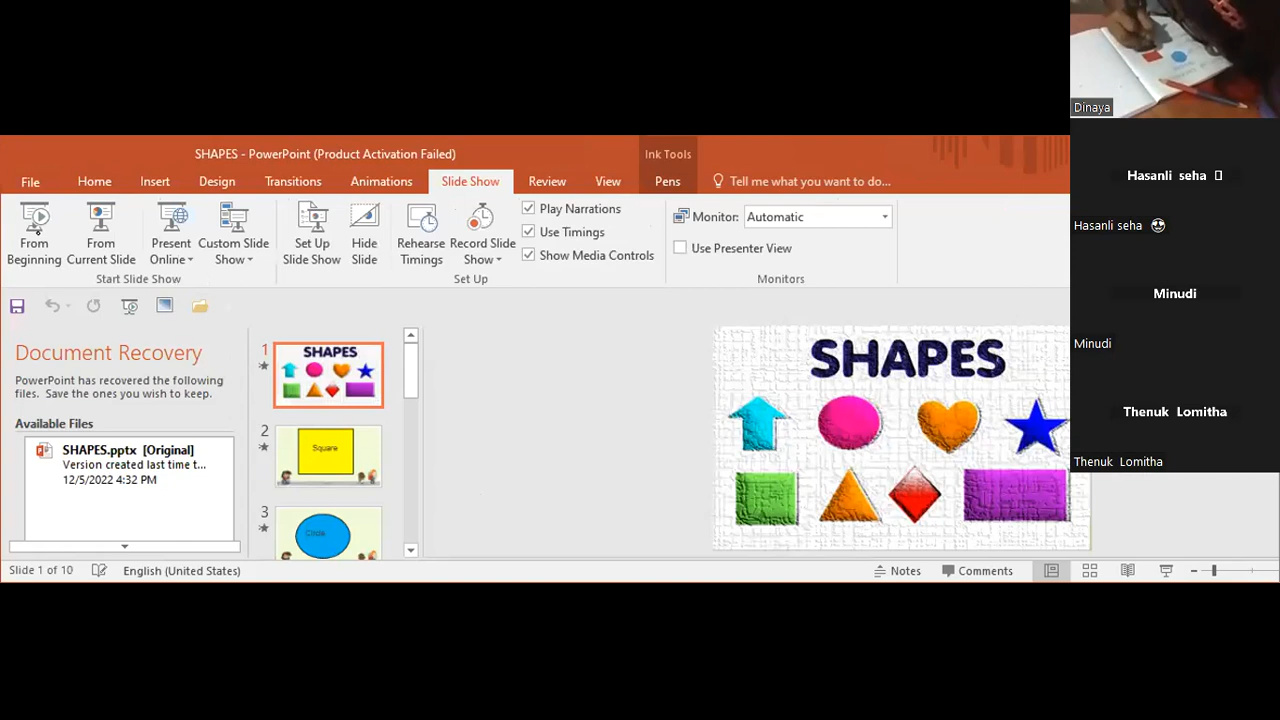 Dinaya
SHAPES - PowerPoint (Product Activation Failed)
Ink Tools
File Home Insert Design Transitions Animations Slide Show Review View Pens Tell me what you want to do...
From Beginning
From Current Slide
Present Online
Custom Slide Show
Start Slide Show
Set Up Slide Show
Hide Slide
Rehearse Timings
Record Slide Show
Play Narrations
Use Timings
Show Media Controls
Set Up
Monitor: Automatic
Use Presenter View
Monitors
Hasanli seha
Hasanli seha
Minudi
Minudi
Thenuk Lomitha
Thenuk Lomitha
Document Recovery
PowerPoint has recovered the following
files. Save the ones you wish to keep.
Available Files
SHAPES.pptx [Original]
Version created last time t...
12/5/2022 4:32 PM
1
SHAPES
2
Square
3
Circle
SHAPES
Slide 1 of 10 English (United States) Notes Comments